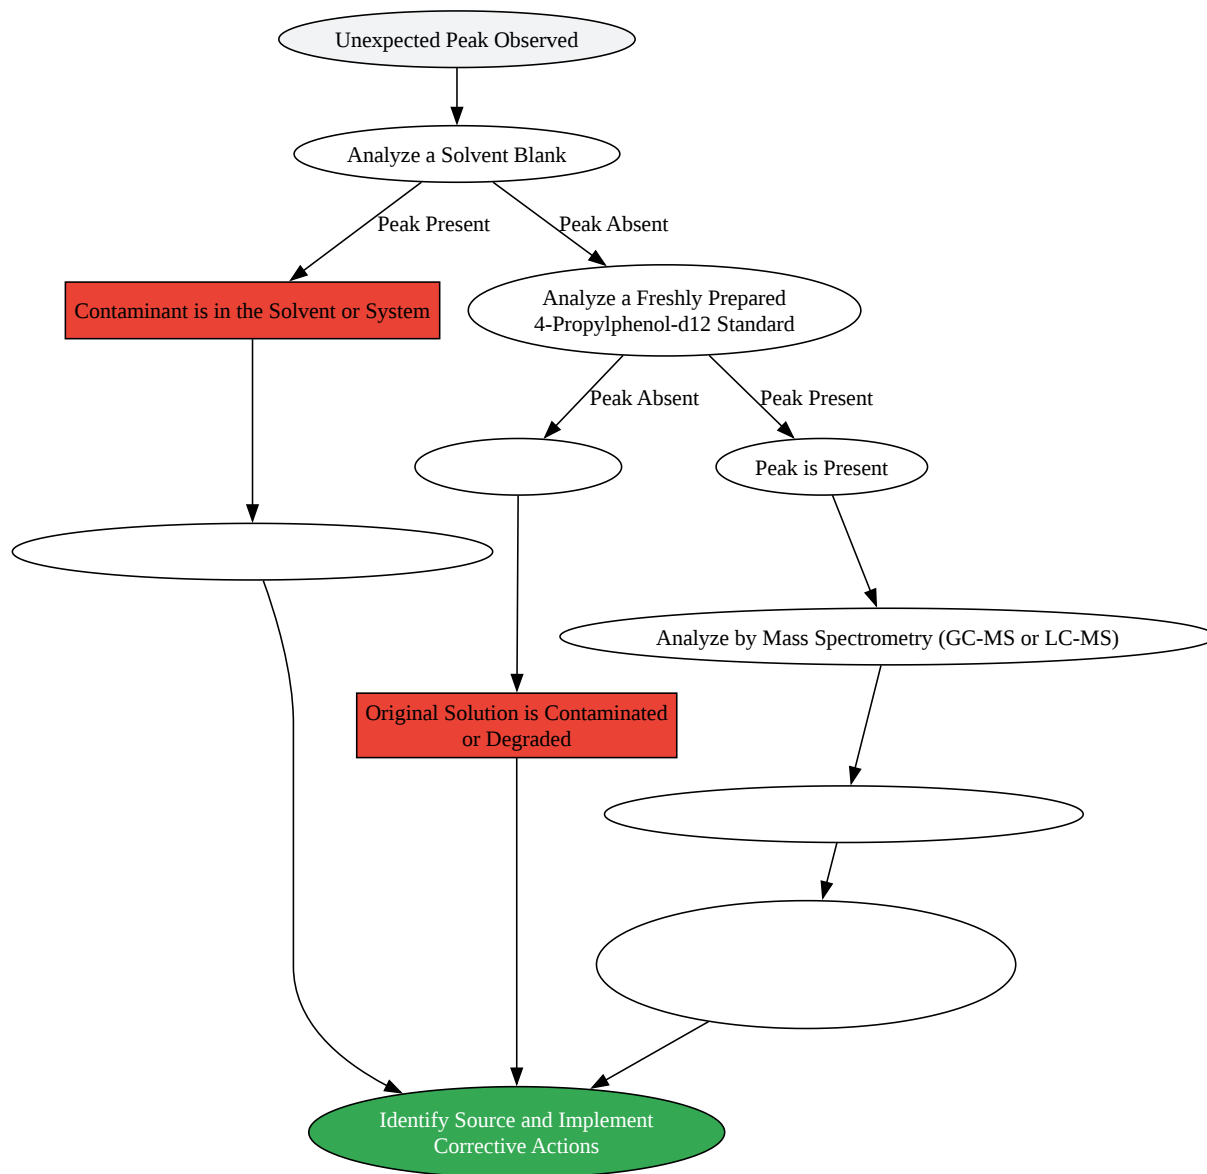 Unexpected Peak Observed
Analyze a Solvent Blank
Peak Present
Peak Absent
Contaminant is in the Solvent or System
Analyze a Freshly Prepared
4-Propylphenol-d12 Standard
Peak Absent
Peak Present
Peak is Present
Analyze by Mass Spectrometry (GC-MS or LC-MS)
Original Solution is Contaminated
or Degraded
Identify Source and Implement
Corrective Actions